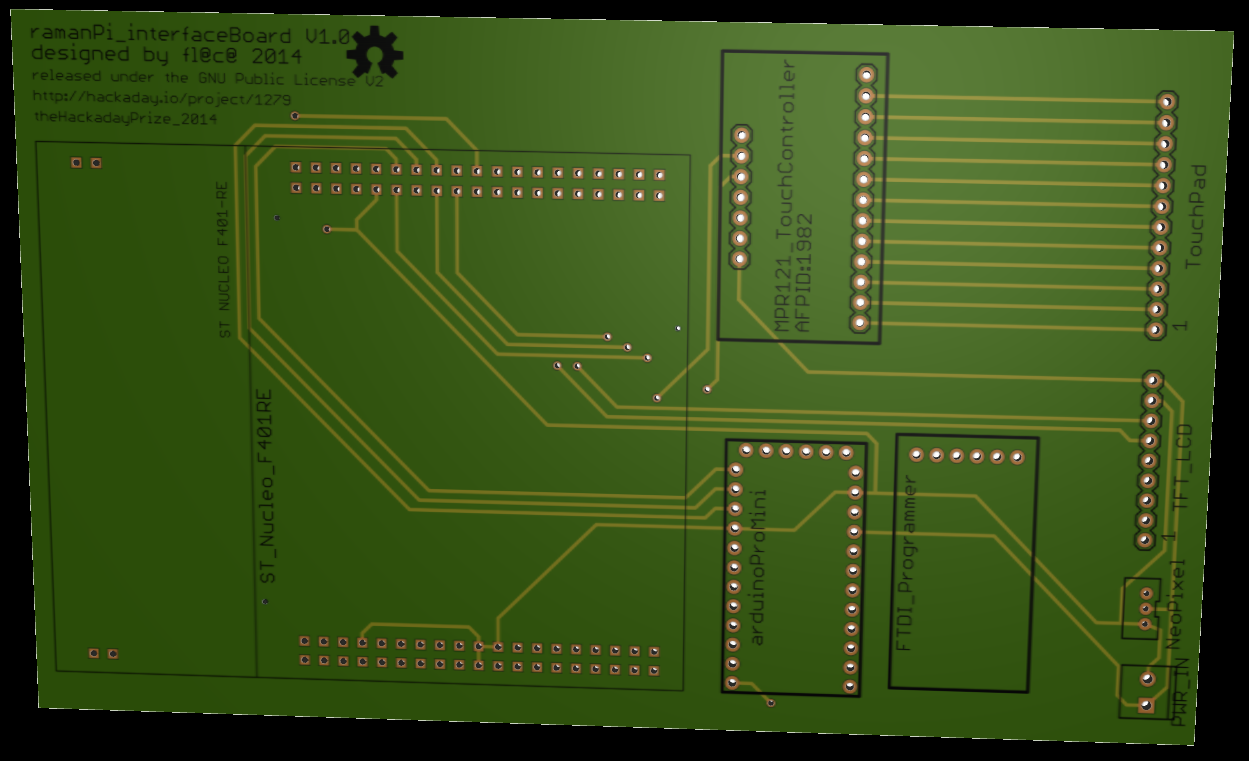 ramanPi_interfaceBoard V1.0
designed by fl@c@ 2014
released under the GNU Public License V2
http://hackaday.io/project/1279
theHackadayPrize_2014
ST NUCLEO F401-RE
ST_Nucleo_F401RE
MPR121_TouchController
AFPID:1982
TouchPad
1
TFT_LCD
1
arduinoProMini
FTDI_Programmer
NeoPixel
PWR_IN